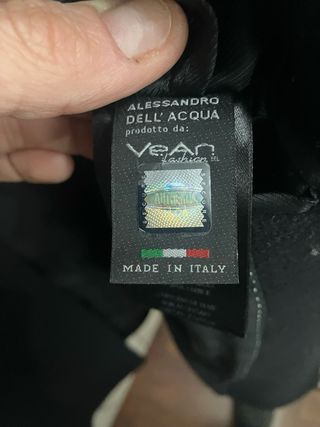 ALESSANDRO
DELL'ACQUA
prodotto da:
VeAn
fashion SRL
MADE IN ITALY